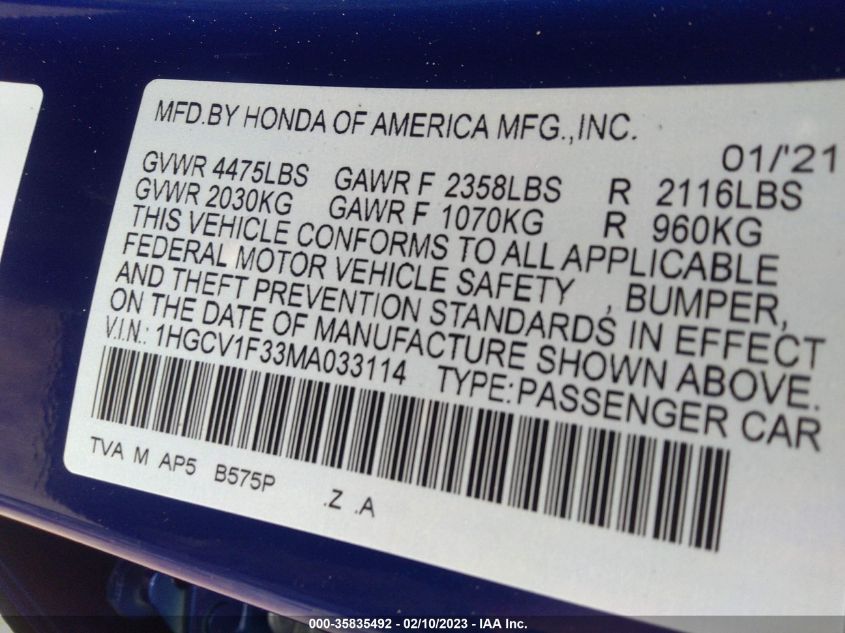 MFD.BY HONDA OF AMERICA MFG.,INC.
01/'21
GVWR 4475LBS GAWR F 2358LBS R 2116LBS
GVWR 2030KG GAWR F 1070KG R 960KG
THIS VEHICLE CONFORMS TO ALL APPLICABLE
FEDERAL MOTOR VEHICLE SAFETY , BUMPER,
AND THEFT PREVENTION STANDARDS IN EFFECT
ON THE DATE OF MANUFACTURE SHOWN ABOVE.
V.I.N.: 1HGCV1F33MA033114 TYPE:PASSENGER CAR
TVA M AP5 B575P .Z .A
000-35835492 - 02/10/2023 - IAA Inc.